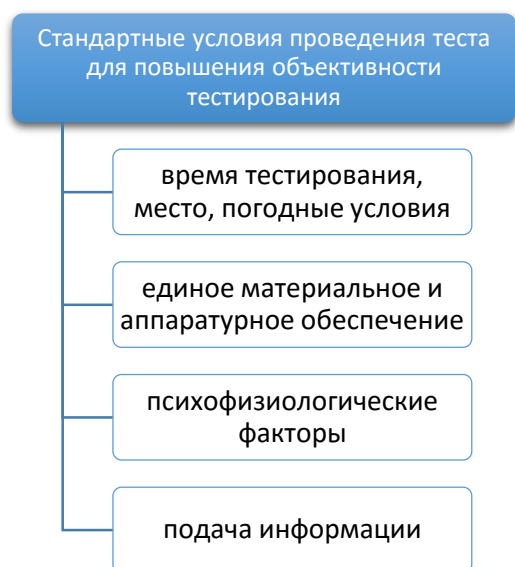 Стандартные условия проведения теста
для повышения объективности
тестирования
время тестирования,
место, погодные условия
единое материальное и
аппаратурное обеспечение
психофизиологические
факторы
подача информации